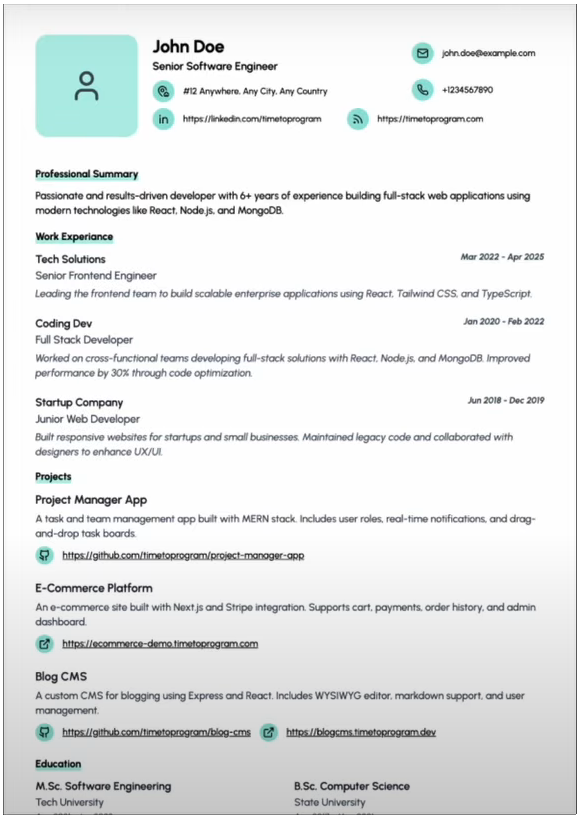 John Doe
Senior Software Engineer
john.doe@example.com
#12 Anywhere, Any City, Any Country
+1234567890
in https://linkedin.com/timetoprogram
https://timetoprogram.com
Professional Summary
Passionate and results-driven developer with 6+ years of experience building full-stack web applications using
modern technologies like React, Node.js, and MongoDB.
Work Experiance
Tech Solutions
Mar 2022 - Apr 2025
Senior Frontend Engineer
Leading the frontend team to build scalable enterprise applications using React, Tailwind CSS, and TypeScript.
Coding Dev
Jan 2020 - Feb 2022
Full Stack Developer
Worked on cross-functional teams developing full-stack solutions with React, Node.js, and MongoDB. Improved
performance by 30% through code optimization.
Startup Company
Jun 2018 - Dec 2019
Junior Web Developer
Built responsive websites for startups and small businesses. Maintained legacy code and collaborated with
designers to enhance UX/UI.
Projects
Project Manager App
A task and team management app built with MERN stack. Includes user roles, real-time notifications, and drag-
and-drop task boards.
https://github.com/timetoprogram/project-manager-app
E-Commerce Platform
An e-commerce site built with Next.js and Stripe integration. Supports cart, payments, order history, and admin
dashboard.
https://ecommerce-demo.timetoprogram.com
Blog CMS
A custom CMS for blogging using Express and React. Includes WYSIWYG editor, markdown support, and user
management.
https://github.com/timetoprogram/blog-cms https://blogcms.timetoprogram.dev
Education
M.Sc. Software Engineering
B.Sc. Computer Science
Tech University
State University